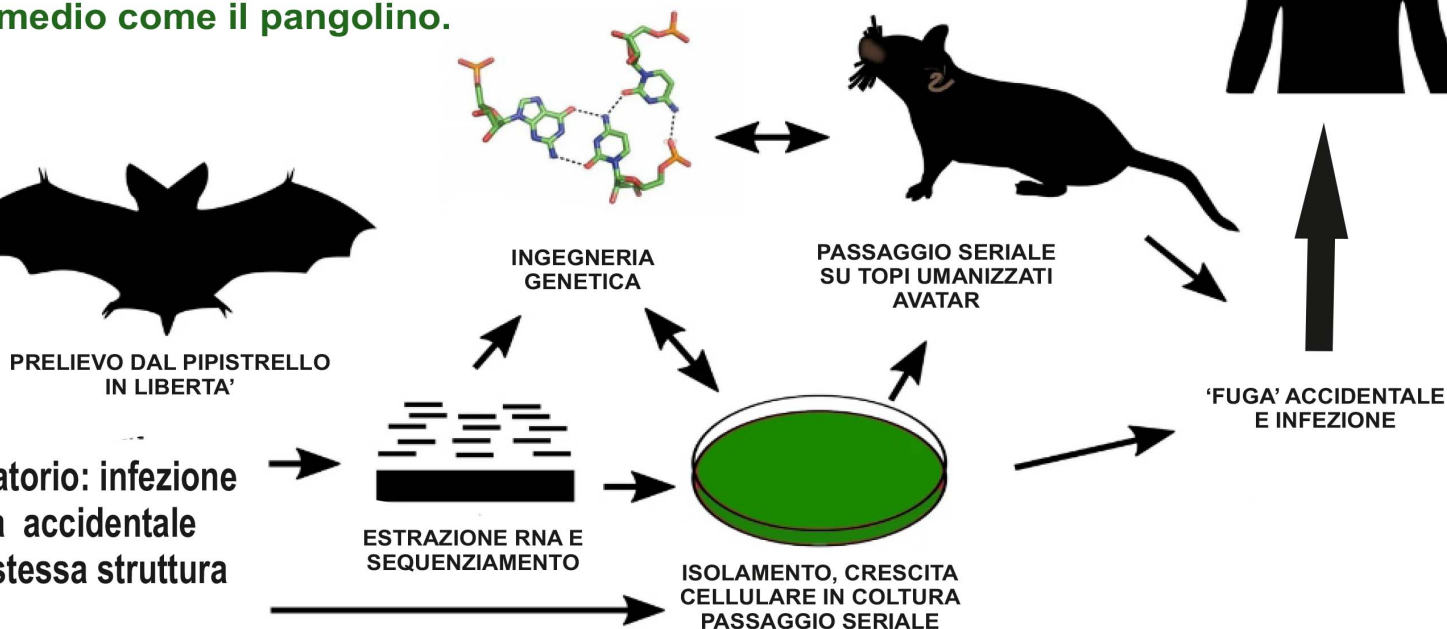 medio come il pangolino.
INGEGNERIA
GENETICA
PASSAGGIO SERIALE
SU TOPI UMANIZZATI
AVATAR
PRELIEVO DAL PIPISTRELLO
IN LIBERTA’
‘FUGA’ ACCIDENTALE
E INFEZIONE
atorio: infezione
a accidentale
stessa struttura
ESTRAZIONE RNA E
SEQUENZIAMENTO
ISOLAMENTO, CRESCITA
CELLULARE IN COLTURA
PASSAGGIO SERIALE